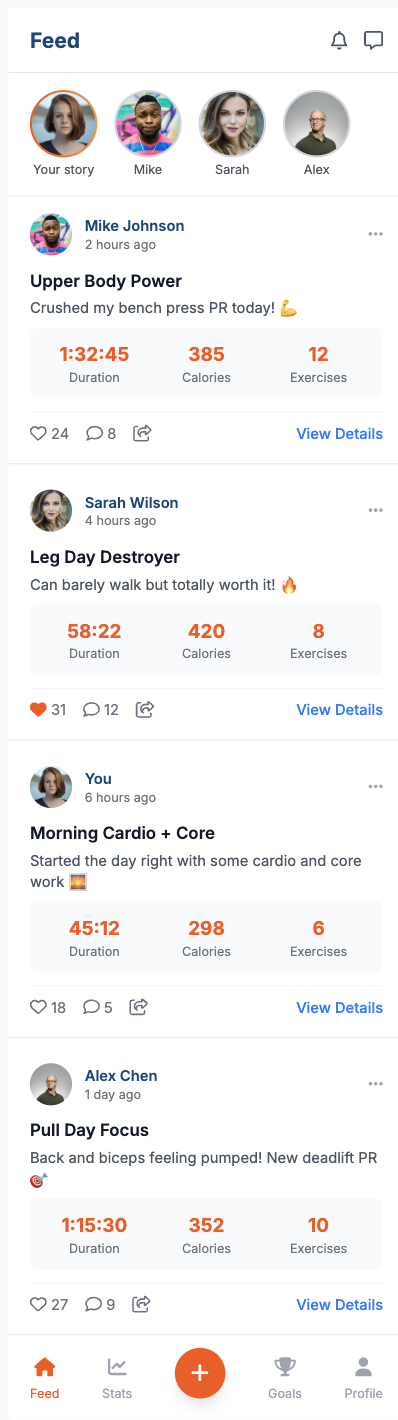 Feed
Your story
Mike
Sarah
Alex
Mike Johnson
2 hours ago
Upper Body Power
Crushed my bench press PR today! 💪
1:32:45 385 12
Duration Calories Exercises
24 8 View Details
Sarah Wilson
4 hours ago
Leg Day Destroyer
Can barely walk but totally worth it! 🔥
58:22 420 8
Duration Calories Exercises
31 12 View Details
You
6 hours ago
Morning Cardio + Core
Started the day right with some cardio and core
work 🌅
45:12 298 6
Duration Calories Exercises
18 5 View Details
Alex Chen
1 day ago
Pull Day Focus
Back and biceps feeling pumped! New deadlift PR
🎯
1:15:30 352 10
Duration Calories Exercises
27 9 View Details
Feed Stats Goals Profile